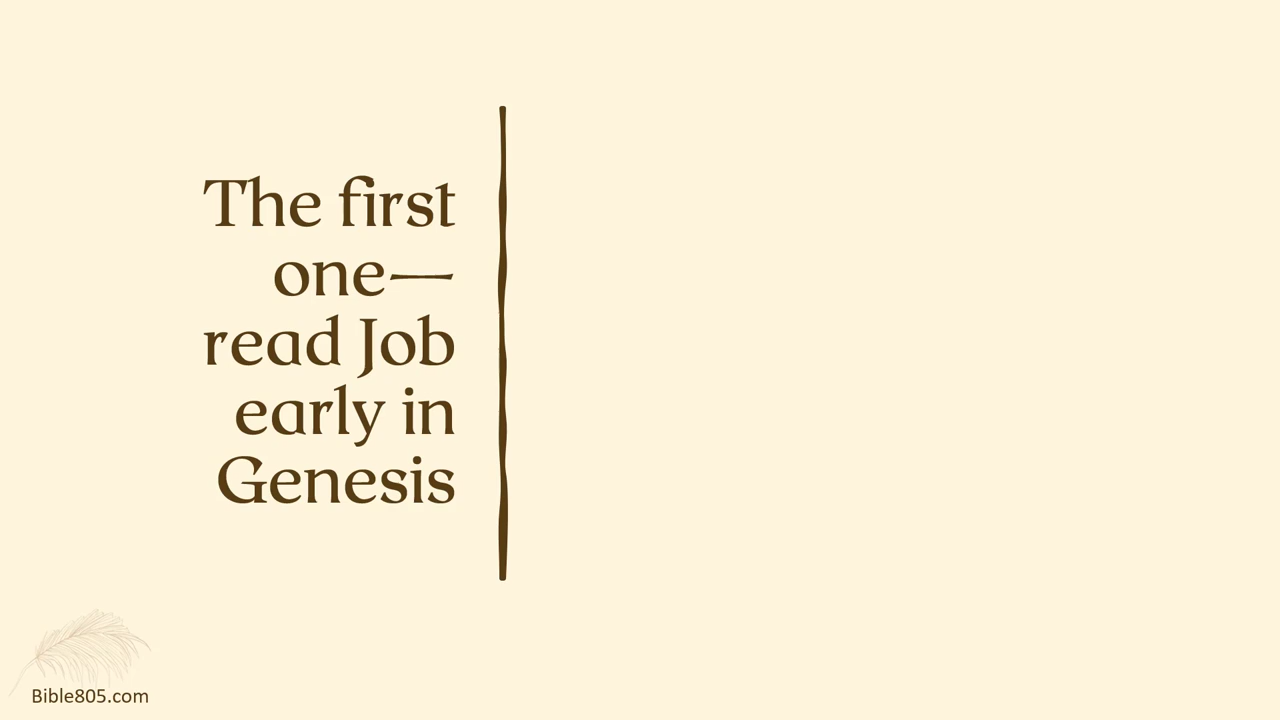 The first
one—
read Job
early in
Genesis
Bible805.com